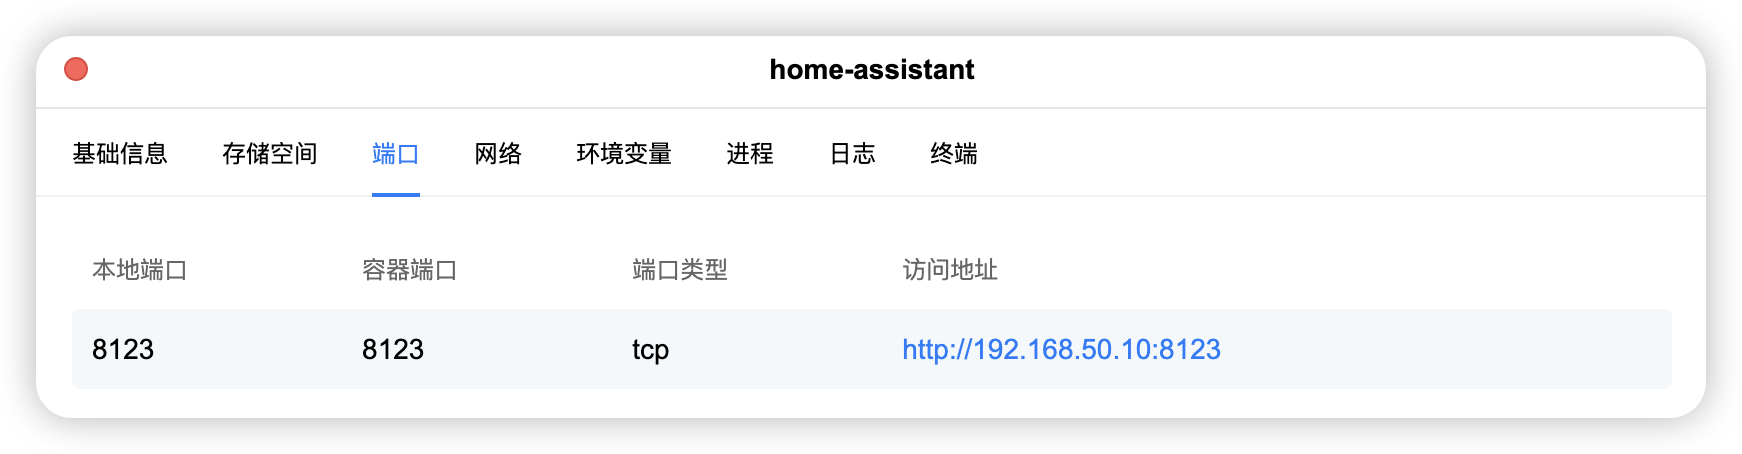 home-assistant
基础信息 存储空间 端口 网络 环境变量 进程 日志 终端
本地端口 容器端口 端口类型 访问地址
8123 8123 tcp http://192.168.50.10:8123